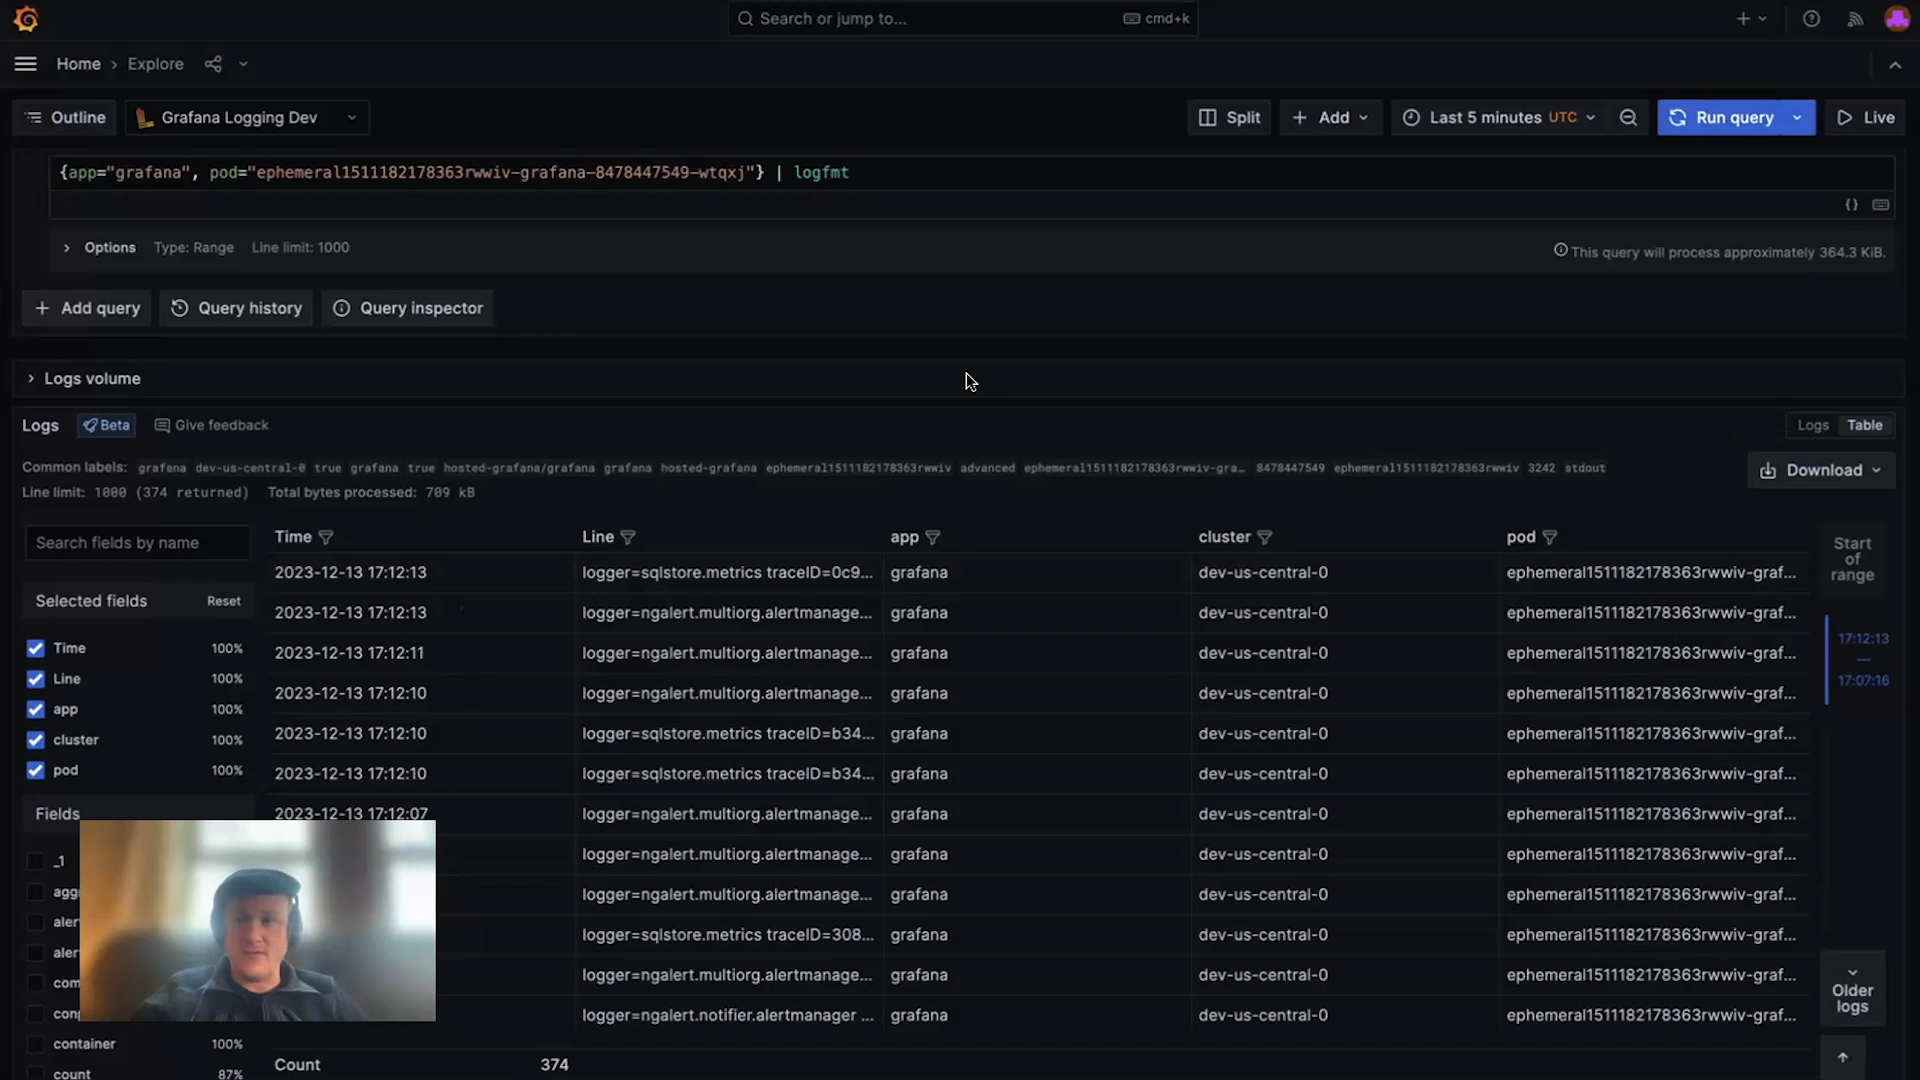 Search or jump to... cmd+k
Home › Explore
Outline Grafana Logging Dev Split + Add Last 5 minutes UTC Run query Live
{app="grafana", pod="ephemeral1511182178363rwwiv-grafana-8478447549-wtqxj"} | logfmt
{}
› Options Type: Range Line limit: 1000 This query will process approximately 364.3 KiB.
+ Add query Query history Query inspector
› Logs volume
Logs Beta Give feedback Logs Table
Common labels: grafana dev-us-central-0 true grafana true hosted-grafana/grafana grafana hosted-grafana ephemeral1511182178363rwwiv advanced ephemeral1511182178363rwwiv-gra… 8478447549 ephemeral1511182178363rwwiv 3242 stdout
Download
Line limit: 1000 (374 returned) Total bytes processed: 709 kB
Search fields by name
Selected fields Reset
Time 100%
Line 100%
app 100%
cluster 100%
pod 100%
Fields
_1
agg
aler
aler
com
con
container 100%
count 87%
Time Line app cluster pod
2023-12-13 17:12:13 logger=sqlstore.metrics traceID=0c9... grafana dev-us-central-0 ephemeral1511182178363rwwiv-graf...
2023-12-13 17:12:13 logger=ngalert.multiorg.alertmanage... grafana dev-us-central-0 ephemeral1511182178363rwwiv-graf...
2023-12-13 17:12:11 logger=ngalert.multiorg.alertmanage... grafana dev-us-central-0 ephemeral1511182178363rwwiv-graf...
2023-12-13 17:12:10 logger=ngalert.multiorg.alertmanage... grafana dev-us-central-0 ephemeral1511182178363rwwiv-graf...
2023-12-13 17:12:10 logger=sqlstore.metrics traceID=b34... grafana dev-us-central-0 ephemeral1511182178363rwwiv-graf...
2023-12-13 17:12:10 logger=sqlstore.metrics traceID=b34... grafana dev-us-central-0 ephemeral1511182178363rwwiv-graf...
2023-12-13 17:12:07 logger=ngalert.multiorg.alertmanage... grafana dev-us-central-0 ephemeral1511182178363rwwiv-graf...
logger=ngalert.multiorg.alertmanage... grafana dev-us-central-0 ephemeral1511182178363rwwiv-graf...
logger=ngalert.multiorg.alertmanage... grafana dev-us-central-0 ephemeral1511182178363rwwiv-graf...
logger=sqlstore.metrics traceID=308... grafana dev-us-central-0 ephemeral1511182178363rwwiv-graf...
logger=ngalert.multiorg.alertmanage... grafana dev-us-central-0 ephemeral1511182178363rwwiv-graf...
logger=ngalert.notifier.alertmanager ... grafana dev-us-central-0 ephemeral1511182178363rwwiv-graf...
Count 374
Start
of
range
17:12:13
—
17:07:16
Older
logs